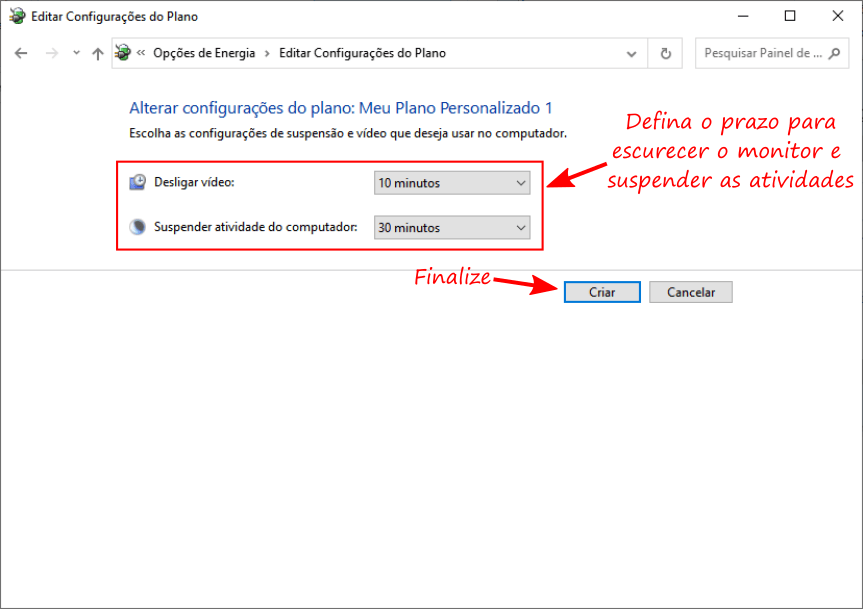 Editar Configurações do Plano
« Opções de Energia › Editar Configurações do Plano
Pesquisar Painel de ...
Alterar configurações do plano: Meu Plano Personalizado 1
Escolha as configurações de suspensão e vídeo que deseja usar no computador.
Defina o prazo para
escurecer o monitor e
suspender as atividades
Desligar vídeo:
10 minutos
Suspender atividade do computador:
30 minutos
Finalize
Criar
Cancelar